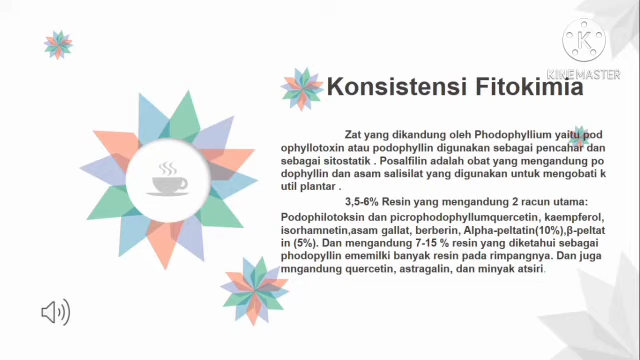 KINEMASTER
Konsistensi Fitokimia
Zat yang dikandung oleh Phodophyllium yaitu pod
ophyllotoxin atau podophyllin digunakan sebagai pencahar dan
sebagai sitostatik . Posalfilin adalah obat yang mengandung po
dophyllin dan asam salisilat yang digunakan untuk mengobati k
util plantar .
3,5-6% Resin yang mengandung 2 racun utama:
Podophilotoksin dan picrophodophyllumquercetin, kaempferol,
isorhamnetin,asam gallat, berberin, Alpha-peltatin(10%),β-peltat
in (5%). Dan mengandung 7-15 % resin yang diketahui sebagai
phodopyllin ememilki banyak resin pada rimpangnya. Dan juga
mngandung quercetin, astragalin, dan minyak atsiri.